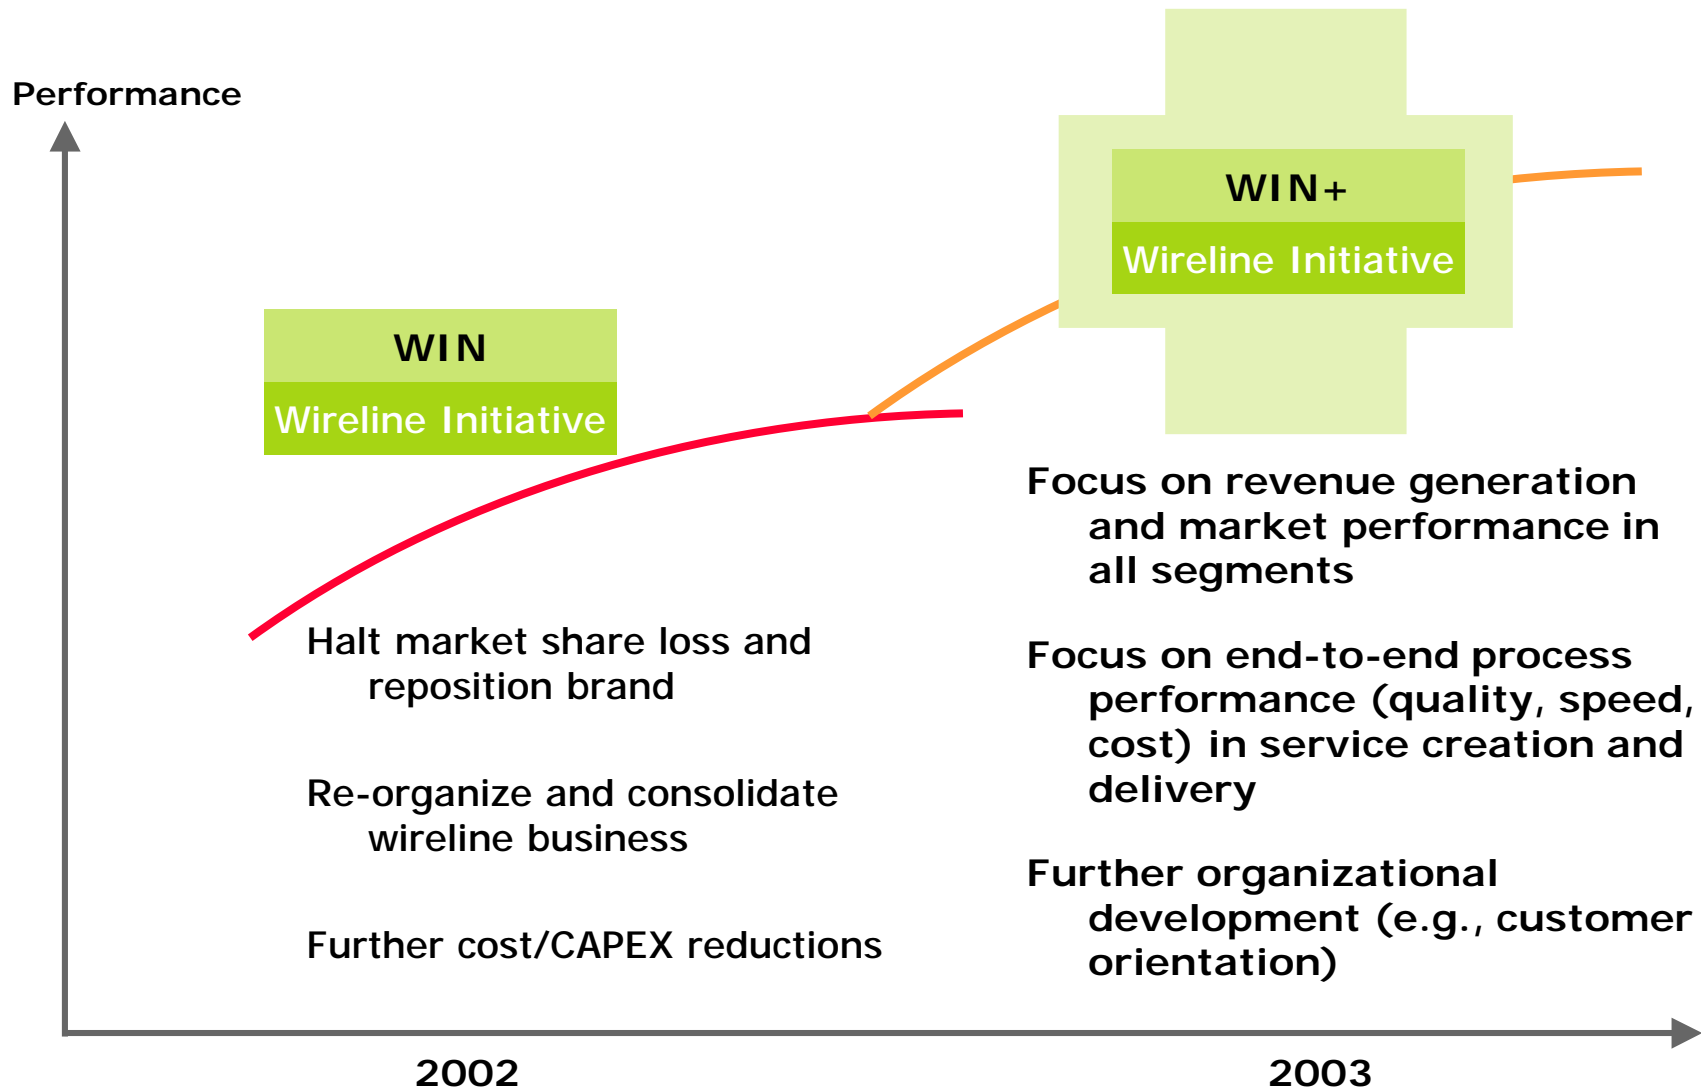 Performance
WIN+
Wireline Initiative
WIN
Wireline Initiative
Halt market share loss and
reposition brand
Re-organize and consolidate
wireline business
Further cost/CAPEX reductions
Focus on revenue generation
and market performance in
all segments
Focus on end-to-end process
performance (quality, speed,
cost) in service creation and
delivery
Further organizational
development (e.g., customer
orientation)
2002
2003